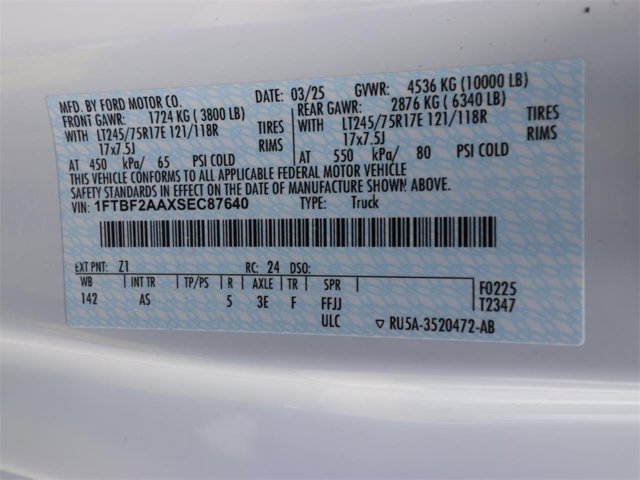 MFD. BY FORD MOTOR CO. DATE: 03/25 GVWR: 4536 KG (10000 LB)
FRONT GAWR: 1724 KG ( 3800 LB) REAR GAWR: 2876 KG ( 6340 LB)
WITH LT245/75R17E 121/118R TIRES WITH LT245/75R17E 121/118R TIRES
17x7.5J RIMS 17x7.5J RIMS
AT 450 kPa/ 65 PSI COLD AT 550 kPa/ 80 PSI COLD
THIS VEHICLE CONFORMS TO ALL APPLICABLE FEDERAL MOTOR VEHICLE
SAFETY STANDARDS IN EFFECT ON THE DATE OF MANUFACTURE SHOWN ABOVE.
VIN: 1FTBF2AAXSEC87640 TYPE: Truck
EXT PNT: Z1 RC: 24 DSO:
WB INT TR TP/PS R AXLE TR SPR F0225
142 AS 5 3E F FFJJ T2347
ULC RU5A-3520472-AB